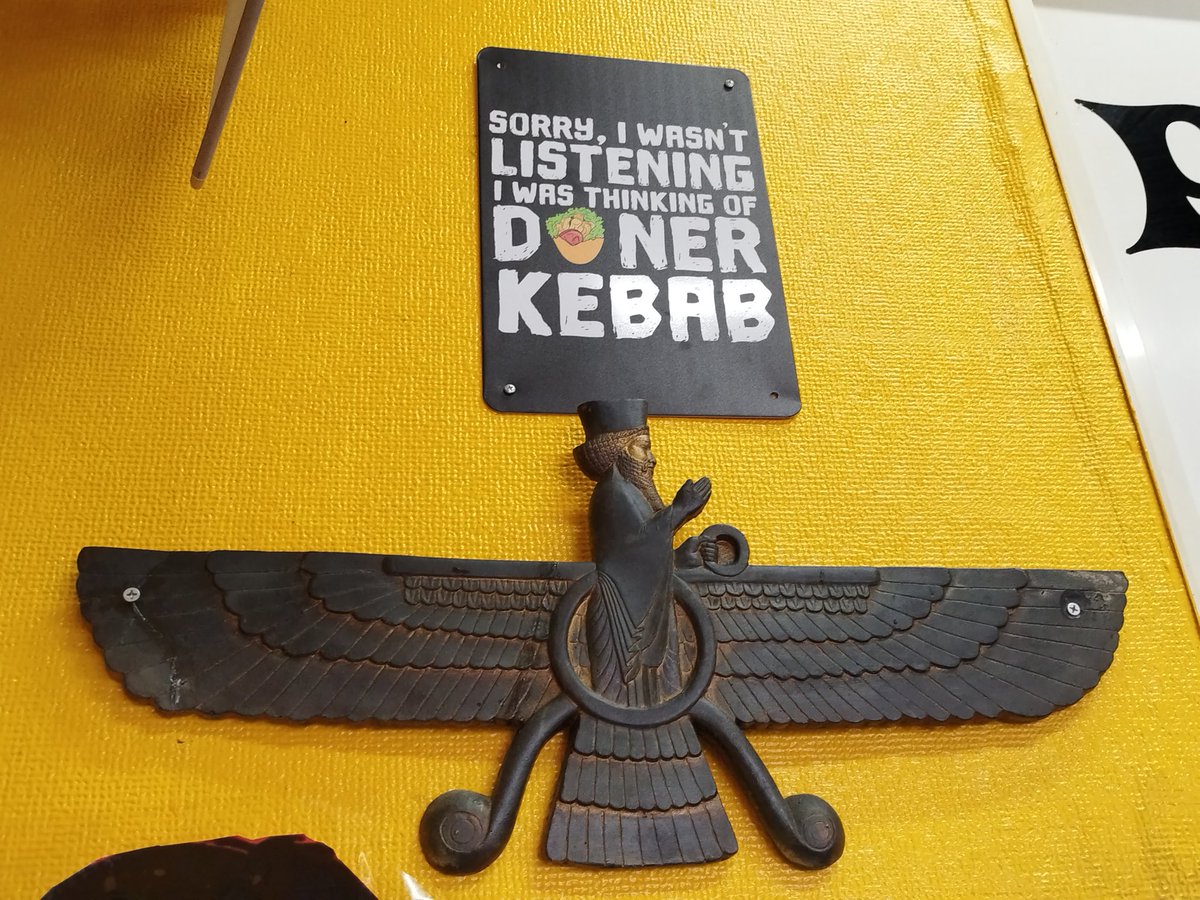 SORRY, I WASN'T
LISTENING
I WAS THINKING OF
DONER
KEBAB